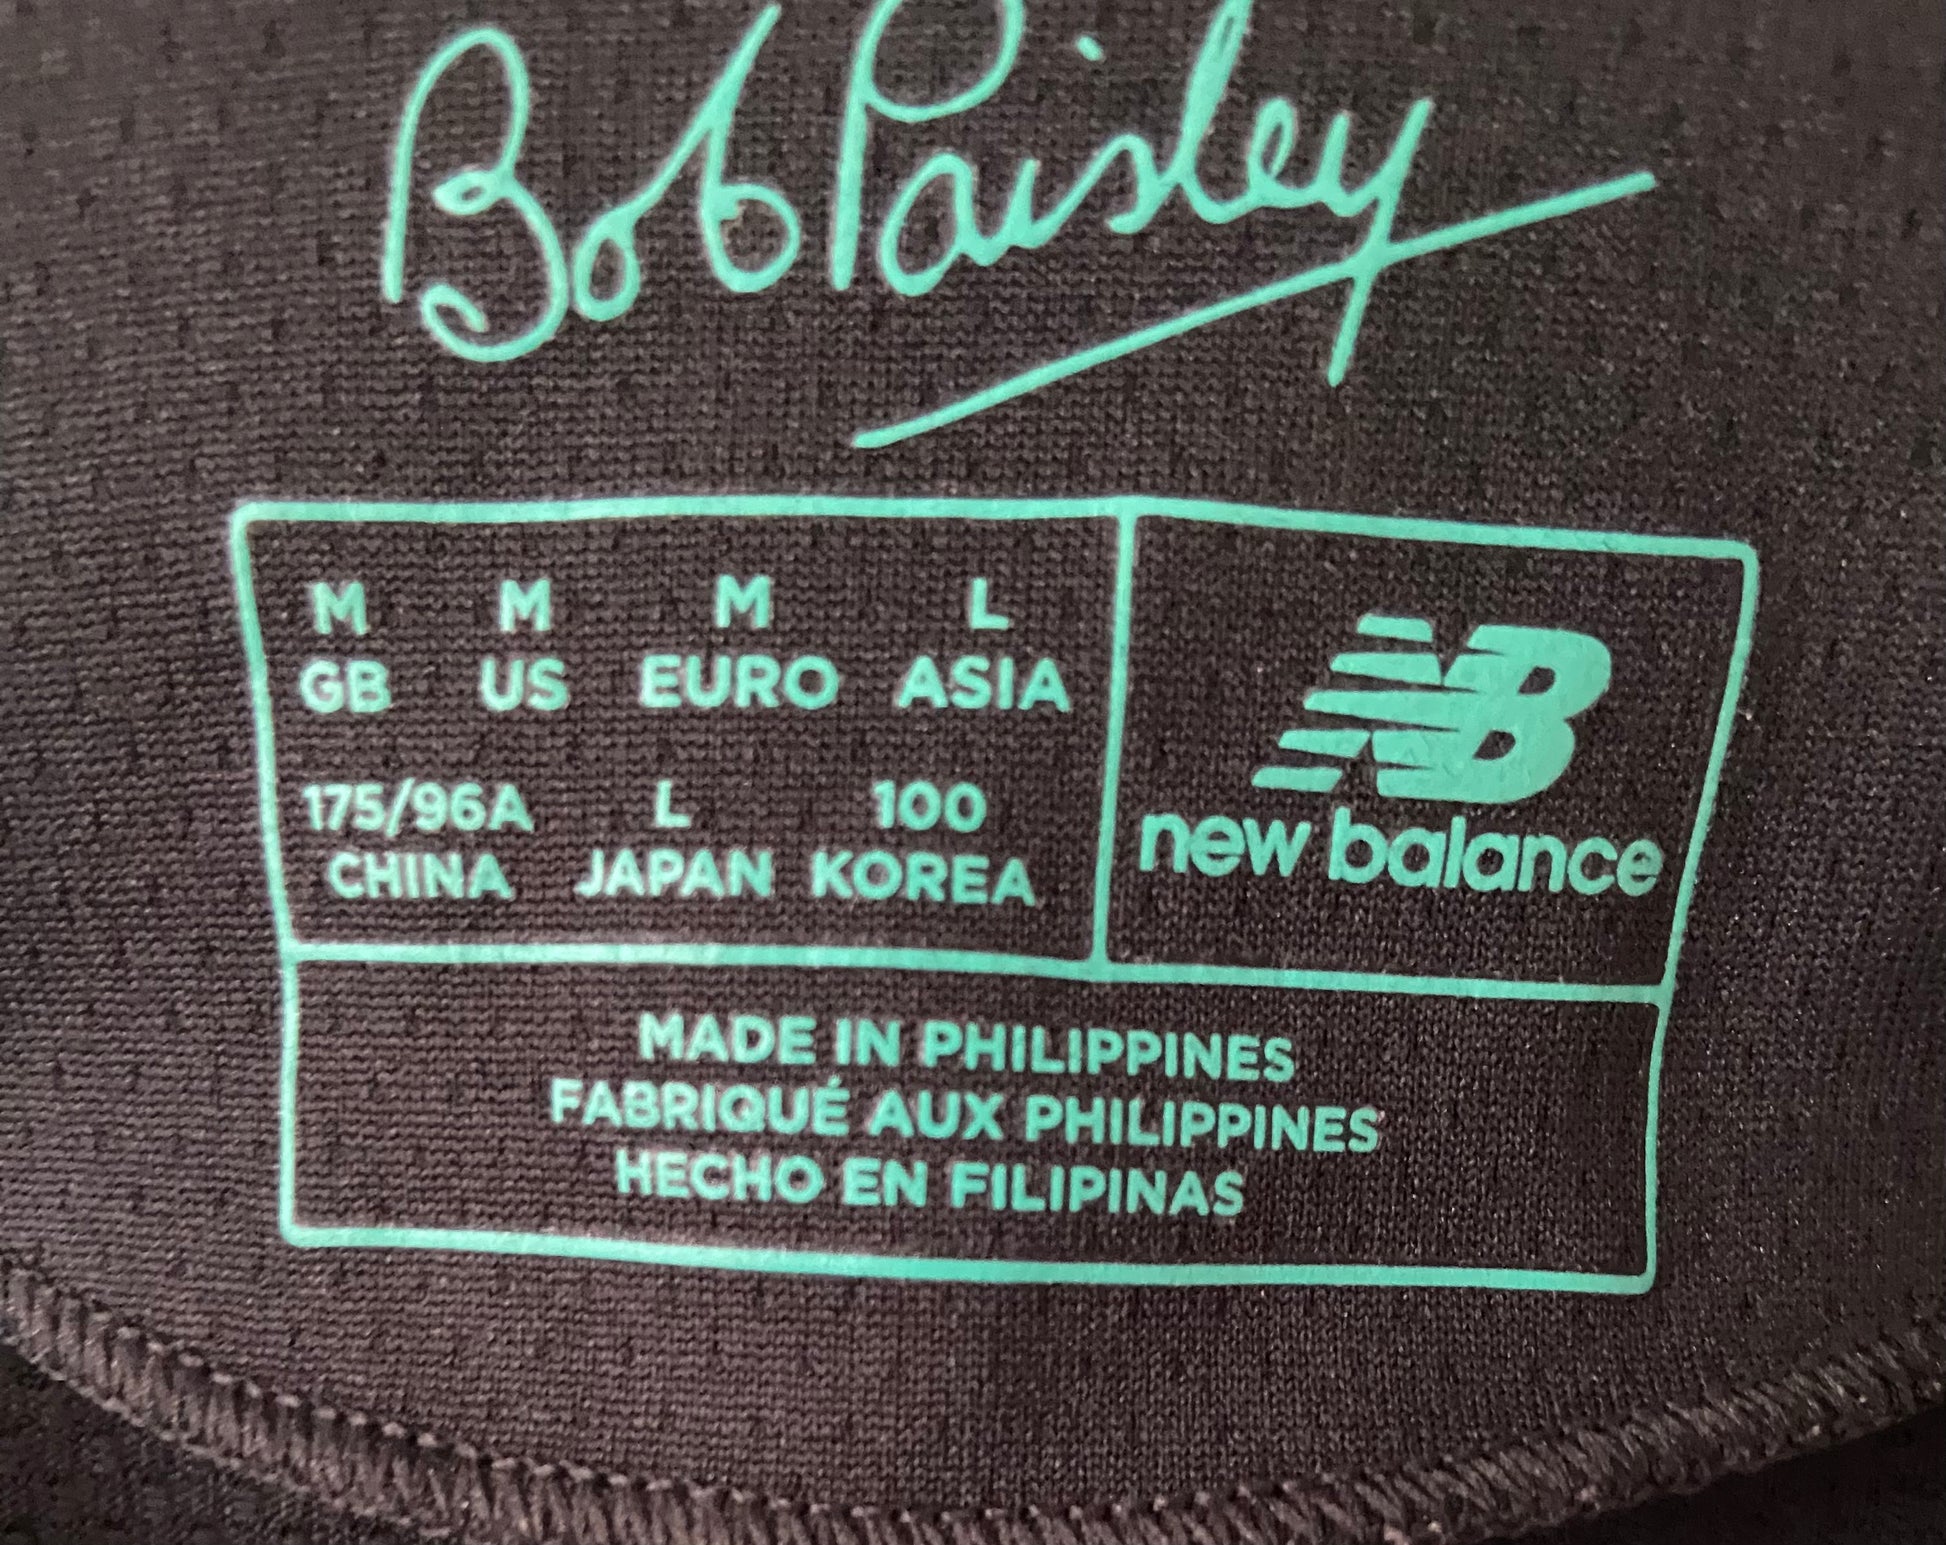 Bob Paisley
M M M L
GB US EURO ASIA
175/96A L 100
CHINA JAPAN KOREA
NB
new balance
MADE IN PHILIPPINES
FABRIQUÉ AUX PHILIPPINES
HECHO EN FILIPINAS